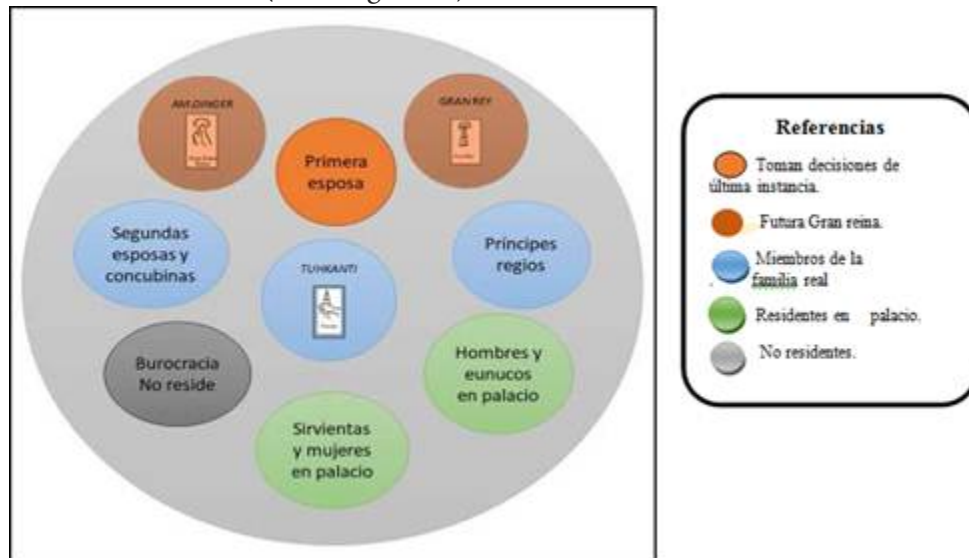 AM.DINGER
GRAN REY
Primera
esposa
Segundas
esposas y
concubinas
TUHKANTI
Príncipes
regios
Burocracia
No reside
Hombres y
eunucos
en palacio
Sirvientas
y mujeres
en palacio
Referencias
Toman decisiones de
última instancia.
Futura Gran reina.
Miembros de la
familia real
Residentes en palacio.
No residentes.